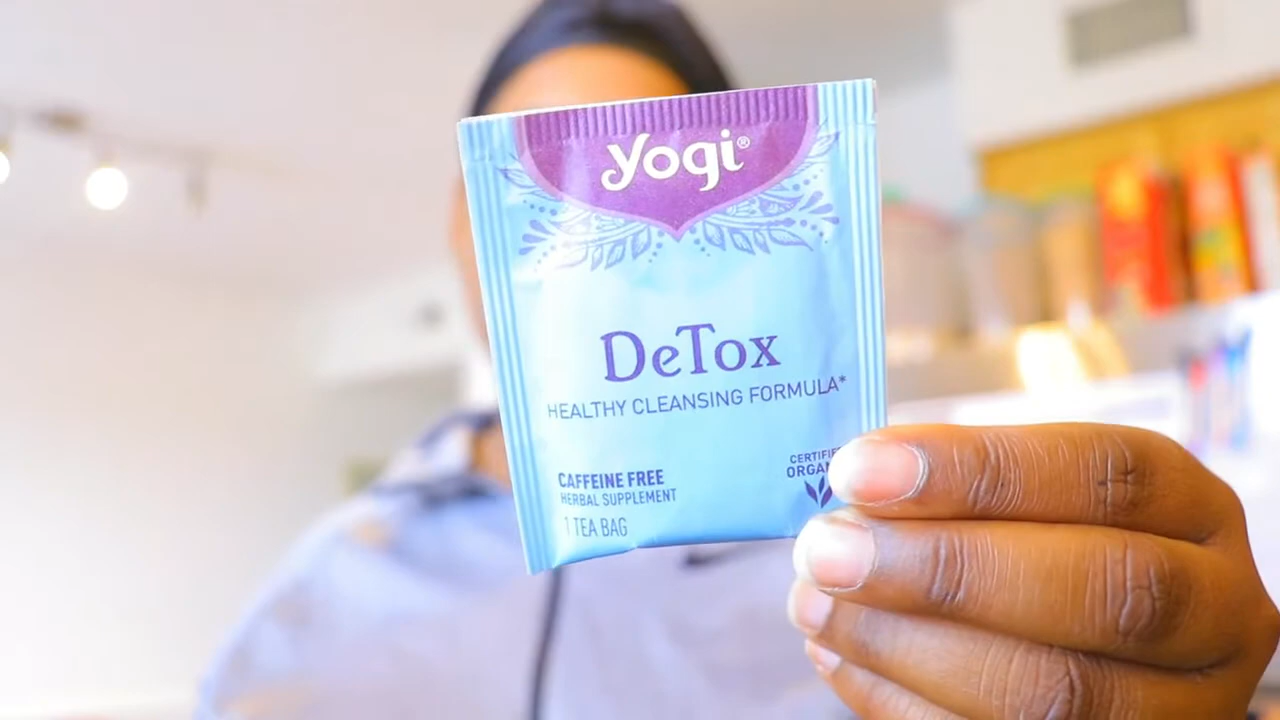 yogi®
DeTox
HEALTHY CLEANSING FORMULA*
CAFFEINE FREE
HERBAL SUPPLEMENT
1 TEA BAG